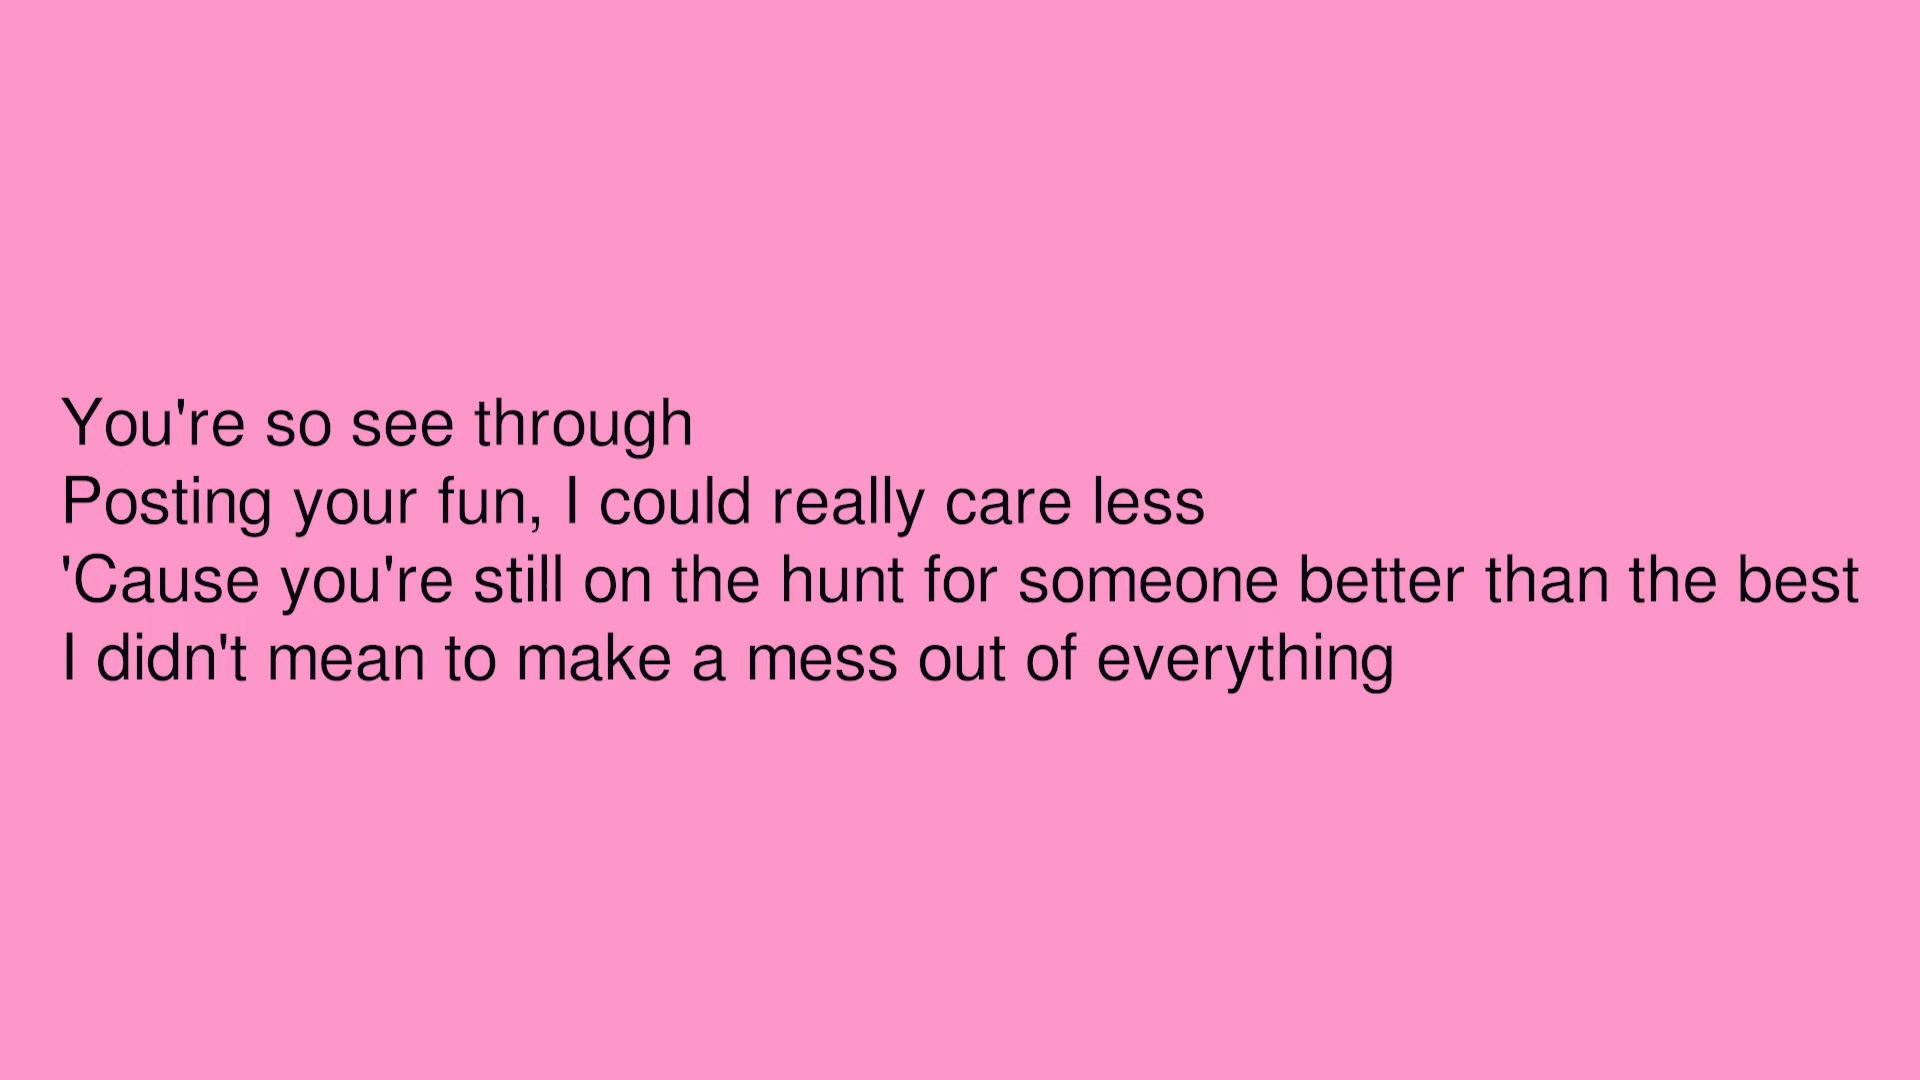 You're so see through
Posting your fun, I could really care less
'Cause you're still on the hunt for someone better than the best
I didn't mean to make a mess out of everything